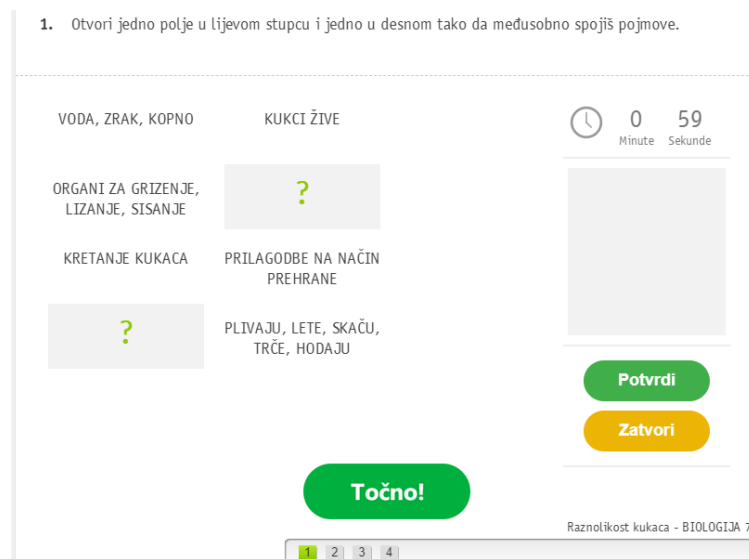 1. Otvori jedno polje u lijevom stupcu i jedno u desnom tako da međusobno spojiš pojmove.
VODA, ZRAK, KOPNO
KUKCI ŽIVE
0 59
Minute Sekunde
ORGANI ZA GRIZENJE,
LIZANJE, SISANJE
?
KRETANJE KUKACA
PRILAGODBE NA NAČIN
PREHRANE
?
PLIVAJU, LETE, SKAČU,
TRČE, HODAJU
Potvrdi
Zatvori
Točno!
Raznolikost kukaca - BIOLOGIJA 7
1 2 3 4